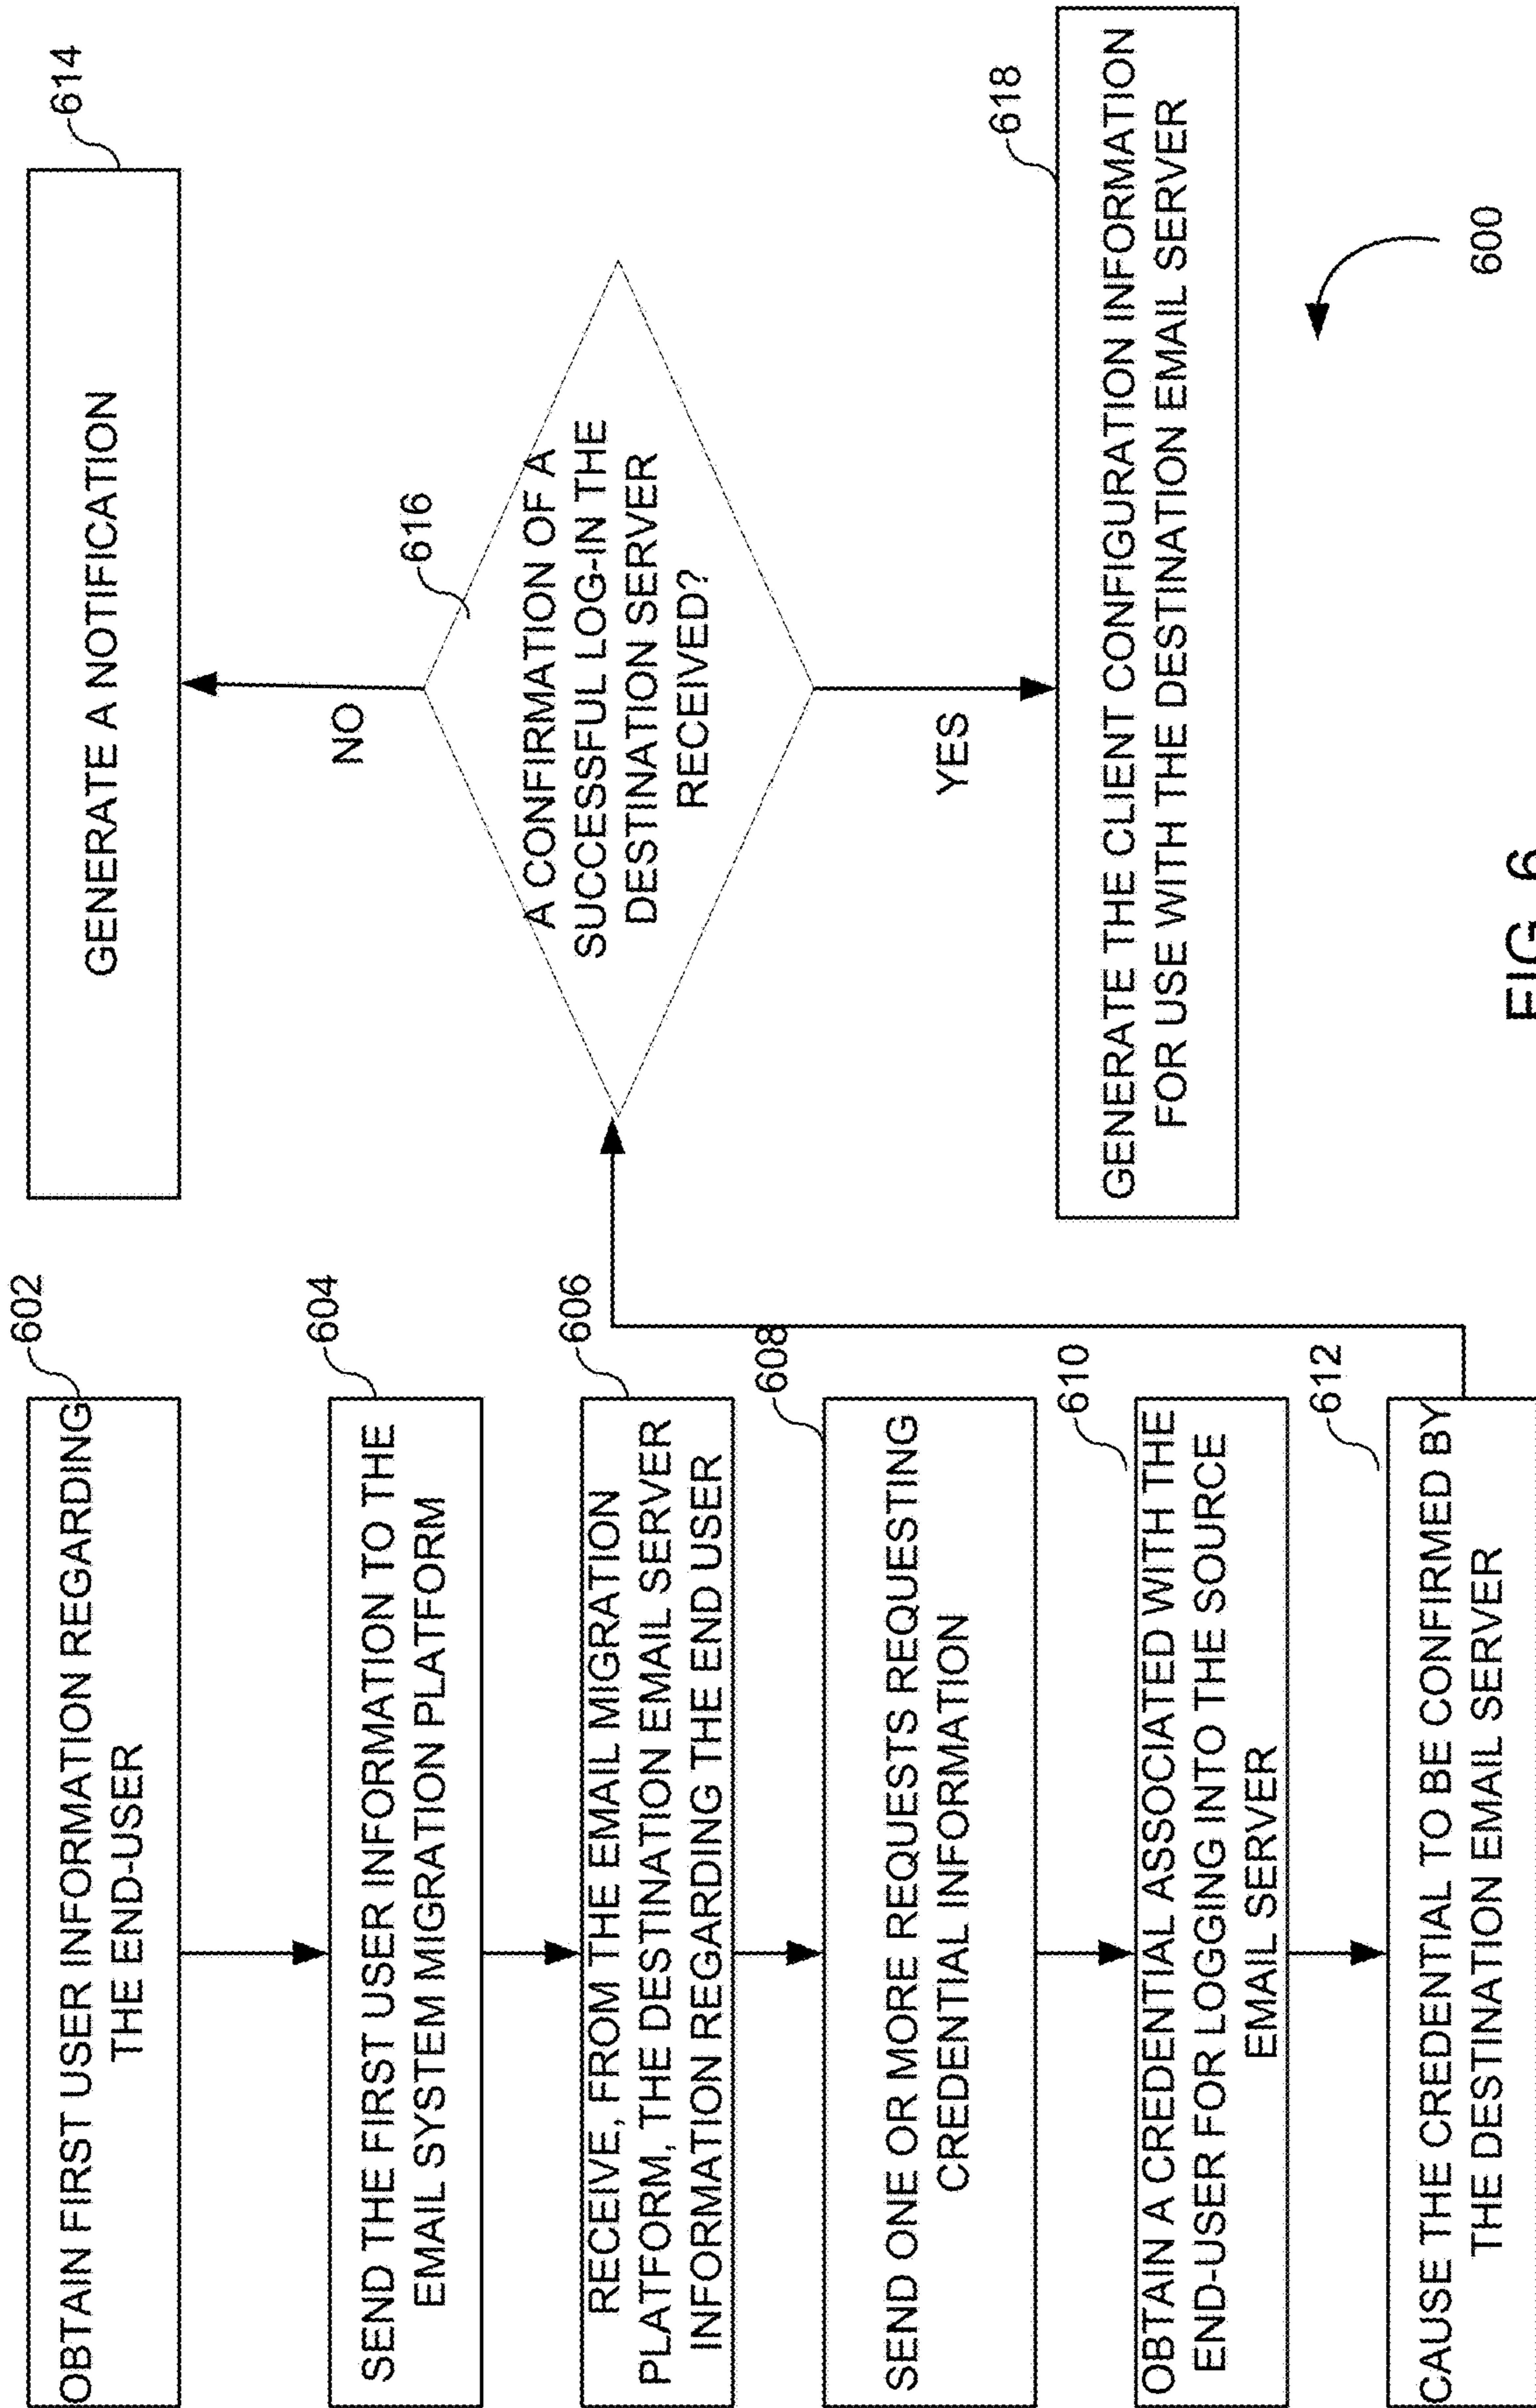 602
OBTAIN FIRST USER INFORMATION REGARDING
THE END-USER
604
SEND THE FIRST USER INFORMATION TO THE
EMAIL SYSTEM MIGRATION PLATFORM
606
RECEIVE, FROM THE EMAIL MIGRATION
PLATFORM, THE DESTINATION EMAIL SERVER
INFORMATION REGARDING THE END USER
608
SEND ONE OR MORE REQUESTS REQUESTING
CREDENTIAL INFORMATION
610
OBTAIN A CREDENTIAL ASSOCIATED WITH THE
END-USER FOR LOGGING INTO THE SOURCE
EMAIL SERVER
612
CAUSE THE CREDENTIAL TO BE CONFIRMED BY
THE DESTINATION EMAIL SERVER
614
GENERATE A NOTIFICATION
NO
616
A CONFIRMATION OF A
SUCCESSFUL LOG-IN THE
DESTINATION SERVER
RECEIVED?
YES
618
GENERATE THE CLIENT CONFIGURATION INFORMATION
FOR USE WITH THE DESTINATION EMAIL SERVER
600
FIG. 6